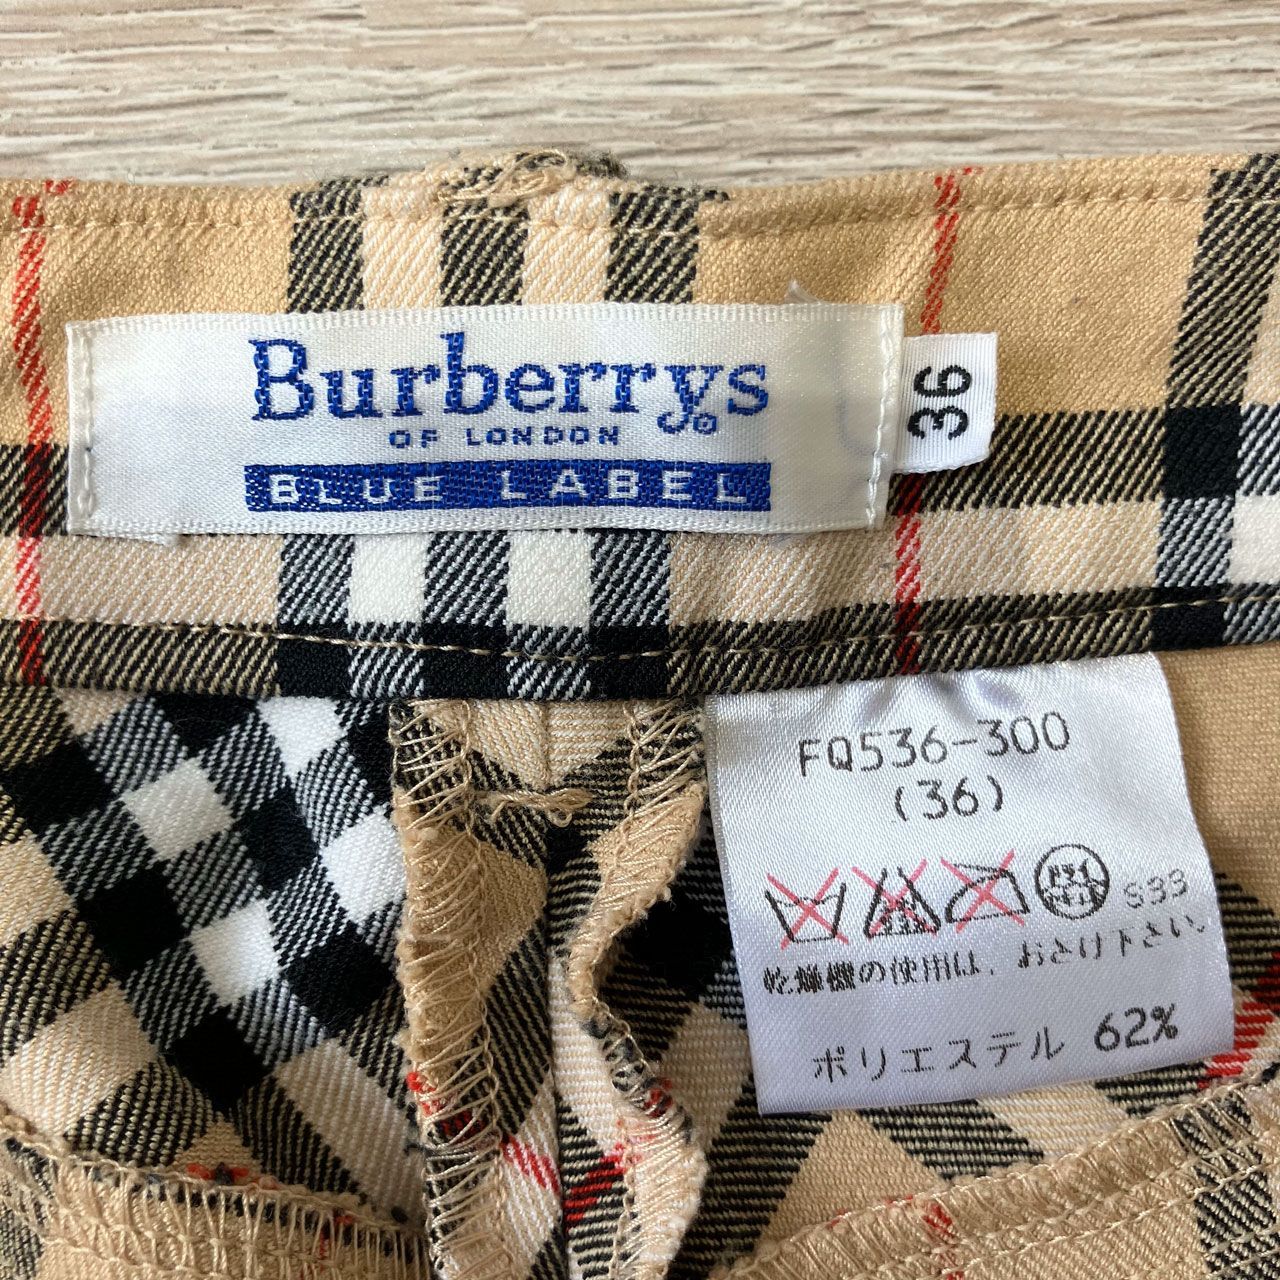 Burberrys®
OF LONDON
BLUE LABEL
36
FQ536-300
(36)
S33
乾燥機の使用は、おさけ下さい。
ポリエステル 62%